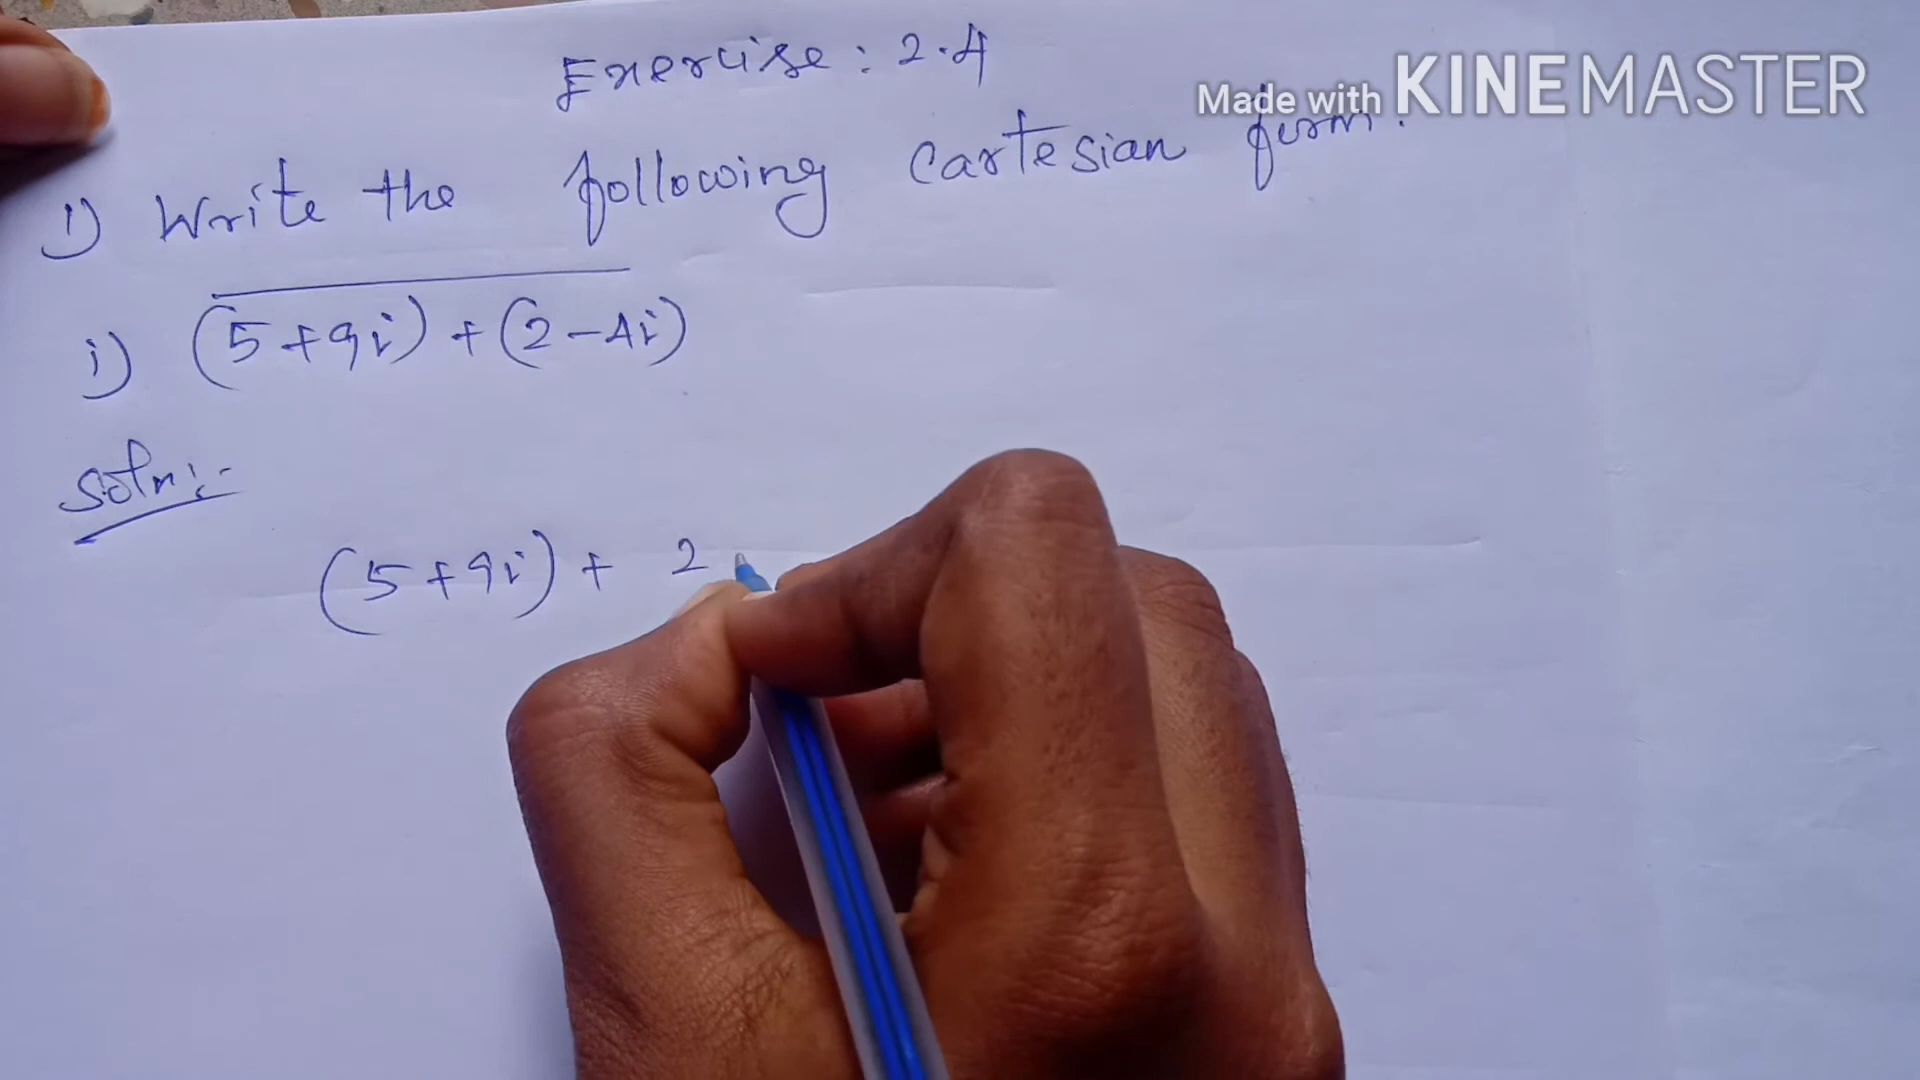 Exercise: 2.4
Made with KINEMASTER
1) Write the following Cartesian form.
i) (5+9i) + (2-4i)
Soln:-
(5+9i) + 2